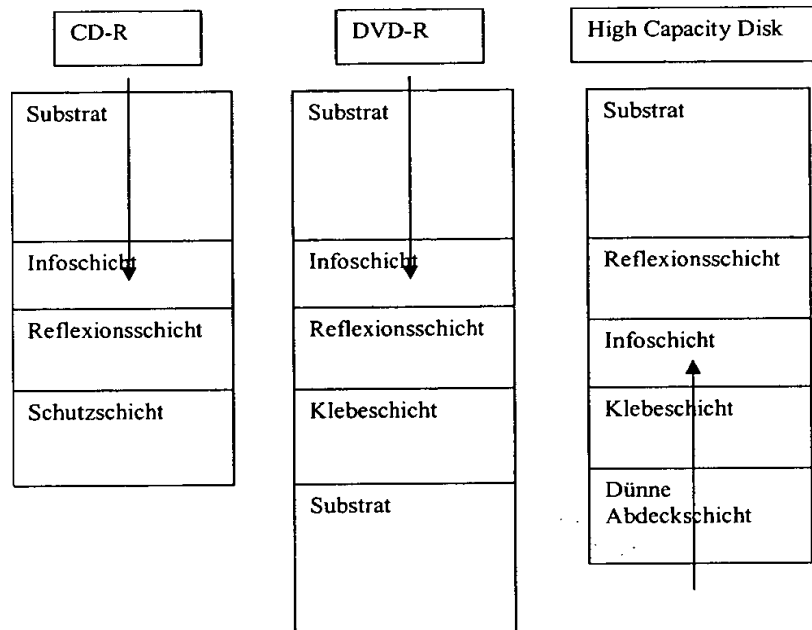 CD-R
Substrat
Infoschicht
Reflexionsschicht
Schutzschicht
DVD-R
Substrat
Infoschicht
Reflexionsschicht
Klebeschicht
Substrat
High Capacity Disk
Substrat
Reflexionsschicht
Infoschicht
Klebeschicht
Dünne
Abdeckschicht